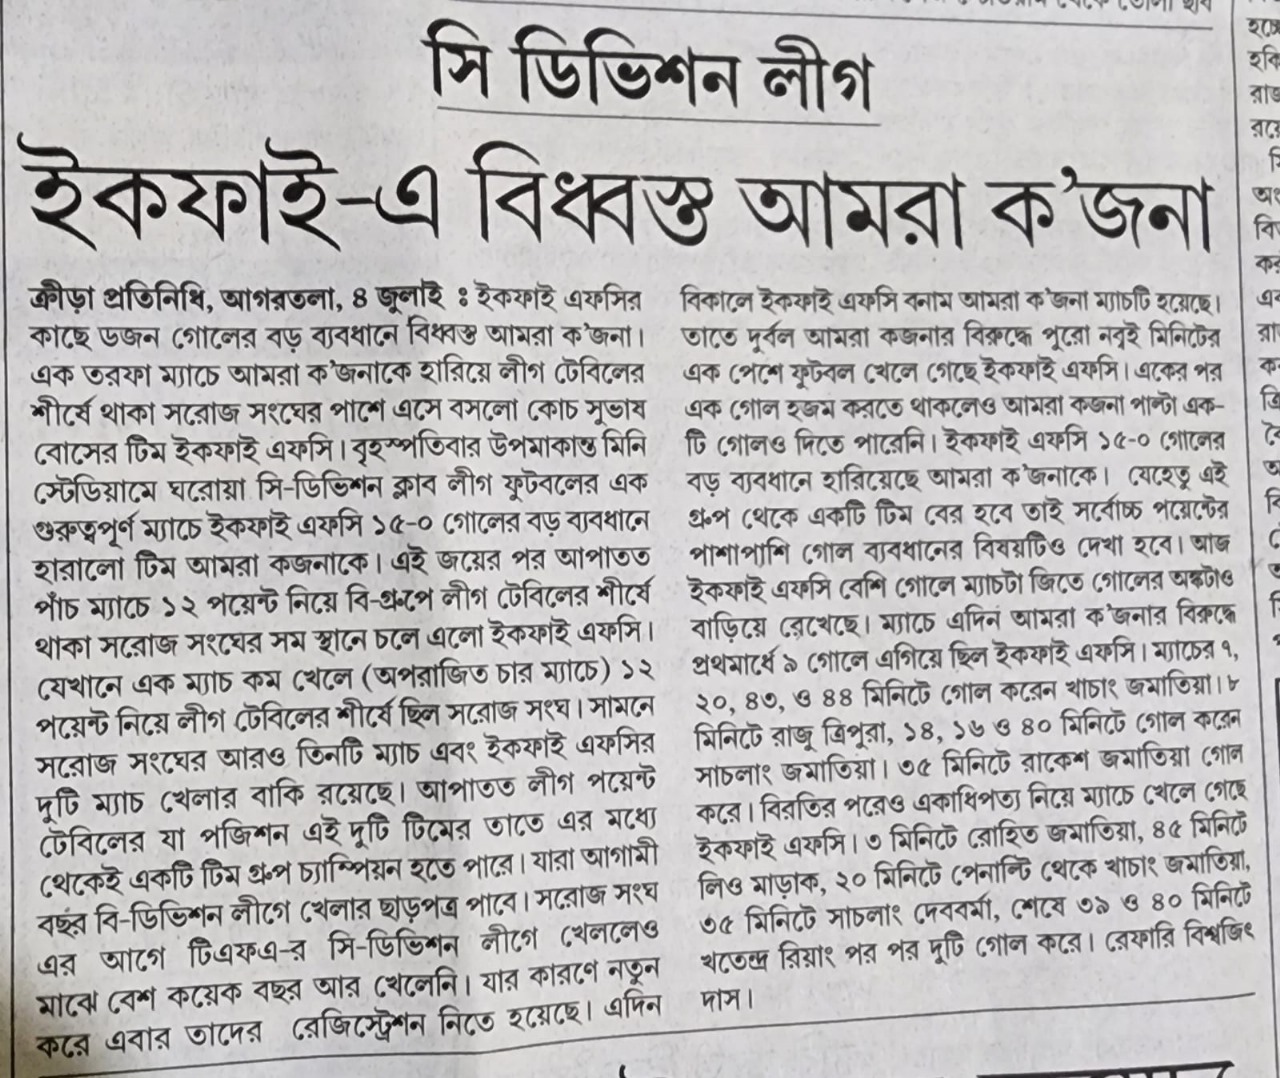 সি ডিভিশন লীগ
ইকফাই-এ বিধ্বস্ত আমরা ক'জনা
ক্রীড়া প্রতিনিধি, আগরতলা, ৪ জুলাই ঃ ইকফাই এফসির
কাছে ডজন গোলের বড় ব্যবধানে বিধ্বস্ত আমরা ক'জনা।
এক তরফা ম্যাচে আমরা ক'জনাকে হারিয়ে লীগ টেবিলের
শীর্ষে থাকা সরোজ সংঘের পাশে এসে বসলো কোচ সুভাষ
বোসের টিম ইকফাই এফসি। বৃহস্পতিবার উপমাকান্ত মিনি
স্টেডিয়ামে ঘরোয়া সি-ডিভিশন ক্লাব লীগ ফুটবলের এক
গুরুত্বপূর্ণ ম্যাচে ইকফাই এফসি ১৫-০ গোলের বড় ব্যবধানে
হারালো টিম আমরা কজনাকে। এই জয়ের পর আপাতত
পাঁচ ম্যাচে ১২ পয়েন্ট নিয়ে বি-গ্রুপে লীগ টেবিলের শীর্ষে
থাকা সরোজ সংঘের সম স্থানে চলে এলো ইকফাই এফসি।
যেখানে এক ম্যাচ কম খেলে (অপরাজিত চার ম্যাচে) ১২
পয়েন্ট নিয়ে লীগ টেবিলের শীর্ষে ছিল সরোজ সংঘ। সামনে
সরোজ সংঘের আরও তিনটি ম্যাচ এবং ইকফাই এফসির
দুটি ম্যাচ খেলার বাকি রয়েছে। আপাতত লীগ পয়েন্ট
টেবিলের যা পজিশন এই দুটি টিমের তাতে এর মধ্যে
থেকেই একটি টিম গ্রুপ চ্যাম্পিয়ন হতে পারে। যারা আগামী
বছর বি-ডিভিশন লীগে খেলার ছাড়পত্র পাবে। সরোজ সংঘ
এর আগে টিএফএ-র সি-ডিভিশন লীগে খেললেও
মাঝে বেশ কয়েক বছর আর খেলেনি। যার কারণে নতুন
করে এবার তাদের রেজিস্ট্রেশন নিতে হয়েছে। এদিন
বিকালে ইকফাই এফসি বনাম আমরা ক'জনা ম্যাচটি হয়েছে।
তাতে দুর্বল আমরা কজনার বিরুদ্ধে পুরো নব্বই মিনিটের
এক পেশে ফুটবল খেলে গেছে ইকফাই এফসি। একের পর
এক গোল হজম করতে থাকলেও আমরা কজনা পাল্টা এক-
টি গোলও দিতে পারেনি। ইকফাই এফসি ১৫-০ গোলের
বড় ব্যবধানে হারিয়েছে আমরা ক'জনাকে। যেহেতু এই
গ্রুপ থেকে একটি টিম বের হবে তাই সর্বোচ্চ পয়েন্টের
পাশাপাশি গোল ব্যবধানের বিষয়টিও দেখা হবে। আজ
ইকফাই এফসি বেশি গোলে ম্যাচটা জিতে গোলের অঙ্কটাও
বাড়িয়ে রেখেছে। ম্যাচে এদিন আমরা ক'জনার বিরুদ্ধে
প্রথমার্ধে ৯ গোলে এগিয়ে ছিল ইকফাই এফসি। ম্যাচের ৭,
২০, ৪৩, ও ৪৪ মিনিটে গোল করেন খাচাং জমাতিয়া। ৮
মিনিটে রাজু ত্রিপুরা, ১৪, ১৬ ও ৪০ মিনিটে গোল করেন
সাচলাং জমাতিয়া। ৩৫ মিনিটে রাকেশ জমাতিয়া গোল
করে। বিরতির পরেও একাধিপত্য নিয়ে ম্যাচে খেলে গেছে
ইকফাই এফসি। ৩ মিনিটে রোহিত জমাতিয়া, ৪৫ মিনিটে
লিও মাড়াক, ২০ মিনিটে পেনাল্টি থেকে খাচাং জমাতিয়া,
৩৫ মিনিটে সাচলাং দেববর্মা, শেষে ৩৯ ও ৪০ মিনিটে
খতেন্দ্র রিয়াং পর পর দুটি গোল করে। রেফারি বিশ্বজিৎ
দাস।